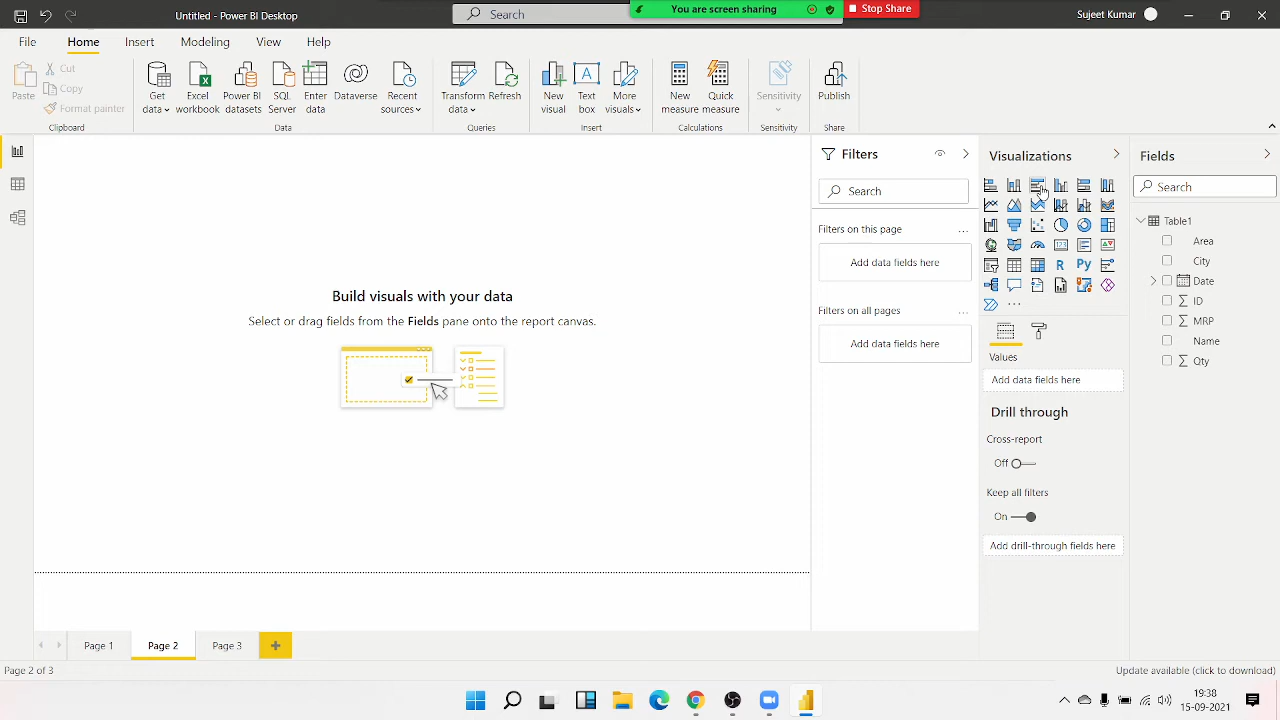 Untitled - Power BI Desktop
Search
You are screen sharing
Stop Share
Sujeet Kumar
File Home Insert Modeling View Help
Paste
Cut
Copy
Format painter
Clipboard
Get data
Excel workbook
Power BI datasets
SQL Server
Enter data
Dataverse
Recent sources
Data
Transform data
Refresh
Queries
New visual
Text box
More visuals
Insert
New measure
Quick measure
Calculations
Sensitivity
Sensitivity
Publish
Share
Build visuals with your data
Select or drag fields from the Fields pane onto the report canvas.
Filters
Search
Filters on this page
...
Add data fields here
Filters on all pages
...
Add data fields here
Visualizations
123
R
Py
...
Values
Add data fields here
Drill through
Cross-report
Off
Keep all filters
On
Add drill-through fields here
Fields
Search
Table1
Area
City
Date
∑ ID
∑ MRP
Name
∑ Qty
Page 1
Page 2
Page 3
+
Page 2 of 3
Update available (click to download)
19:38
15-09-2021